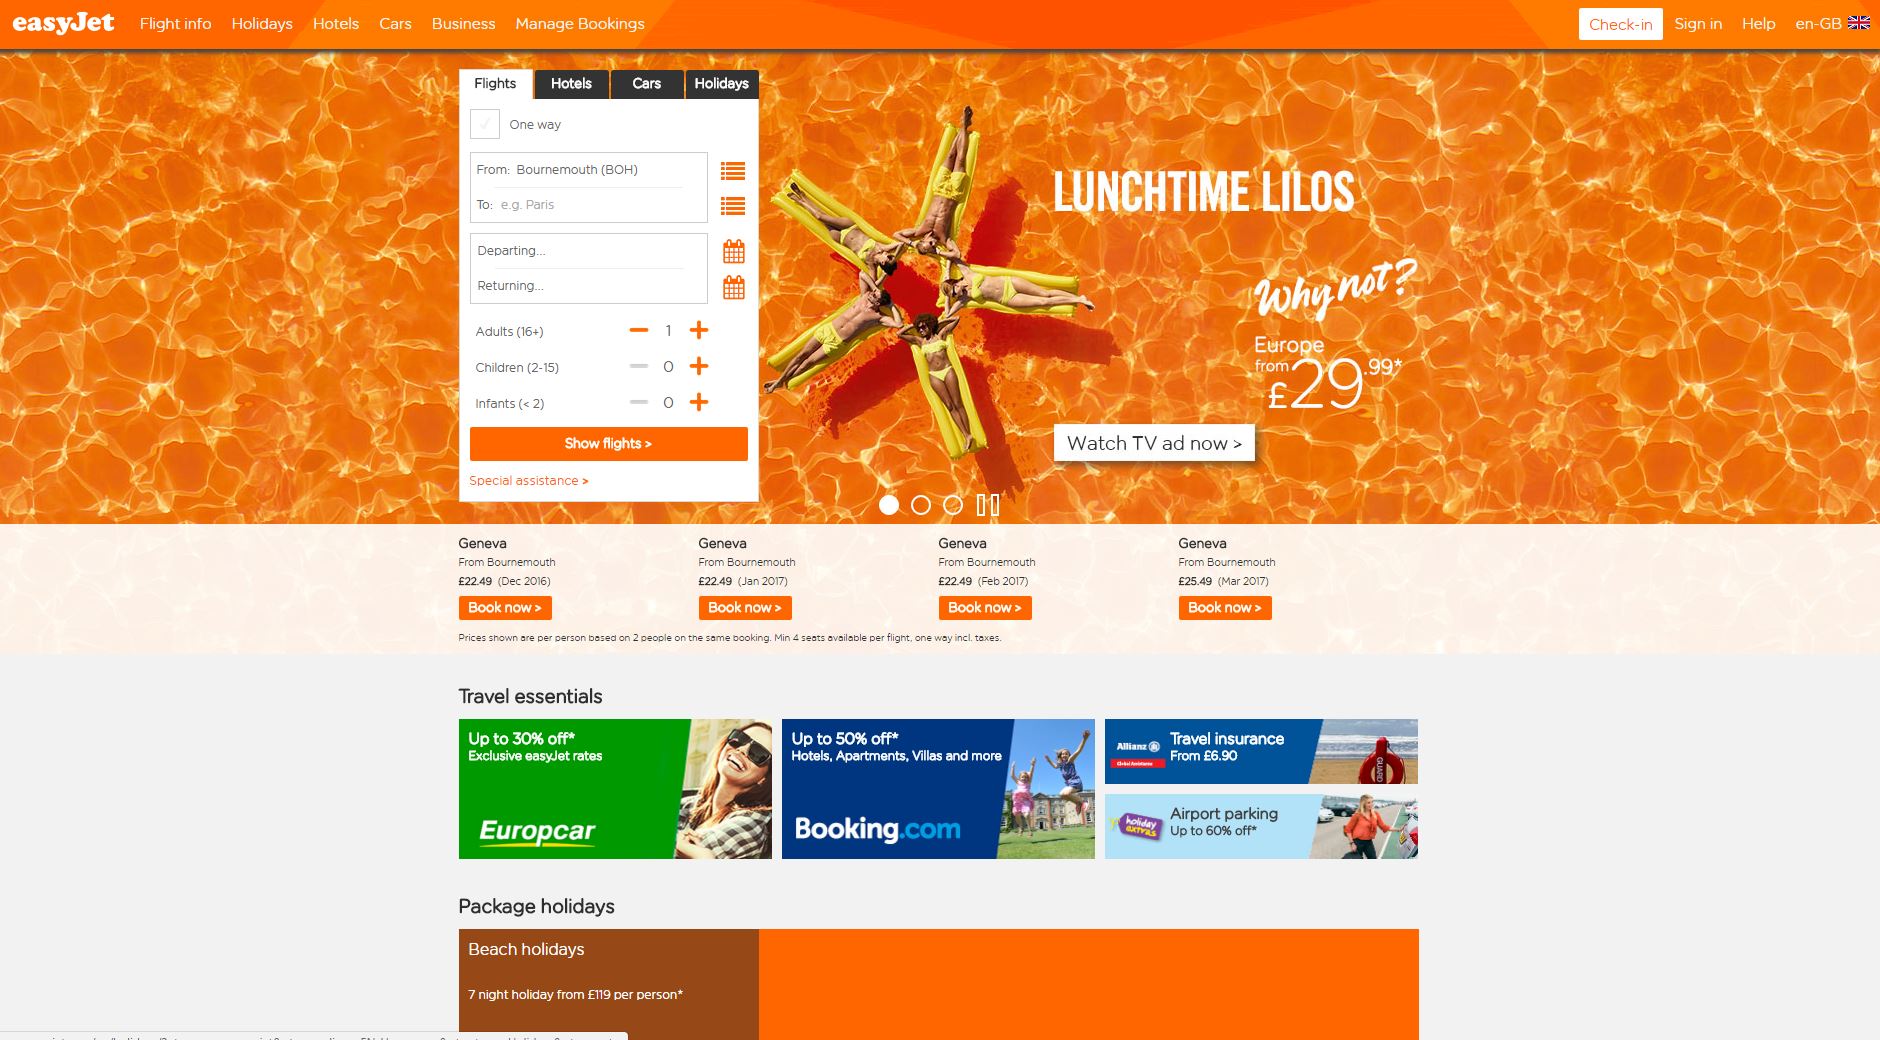 easyJet
Flight info Holidays Hotels Cars Business Manage Bookings
Check-in Sign in Help en-GB
Flights Hotels Cars Holidays
One way
From: Bournemouth (BOH)
To: e.g. Paris
Departing...
Returning...
Adults (16+) 1
Children (2-15) 0
Infants (< 2) 0
Show flights >
Special assistance >
LUNCHTIME LILOS
Why not?
Europe
from
£29.99*
Watch TV ad now >
Geneva
From Bournemouth
£22.49 (Dec 2016)
Book now >
Geneva
From Bournemouth
£22.49 (Jan 2017)
Book now >
Geneva
From Bournemouth
£22.49 (Feb 2017)
Book now >
Geneva
From Bournemouth
£25.49 (Mar 2017)
Book now >
Prices shown are per person based on 2 people on the same booking. Min 4 seats available per flight, one way incl. taxes.
Travel essentials
Up to 30% off*
Exclusive easyJet rates
Europcar
Up to 50% off*
Hotels, Apartments, Villas and more
Booking.com
Allianz
Global Assistance
Travel insurance
From £6.90
GUARD
holiday
extras
Airport parking
Up to 60% off*
Package holidays
Beach holidays
7 night holiday from £119 per person*